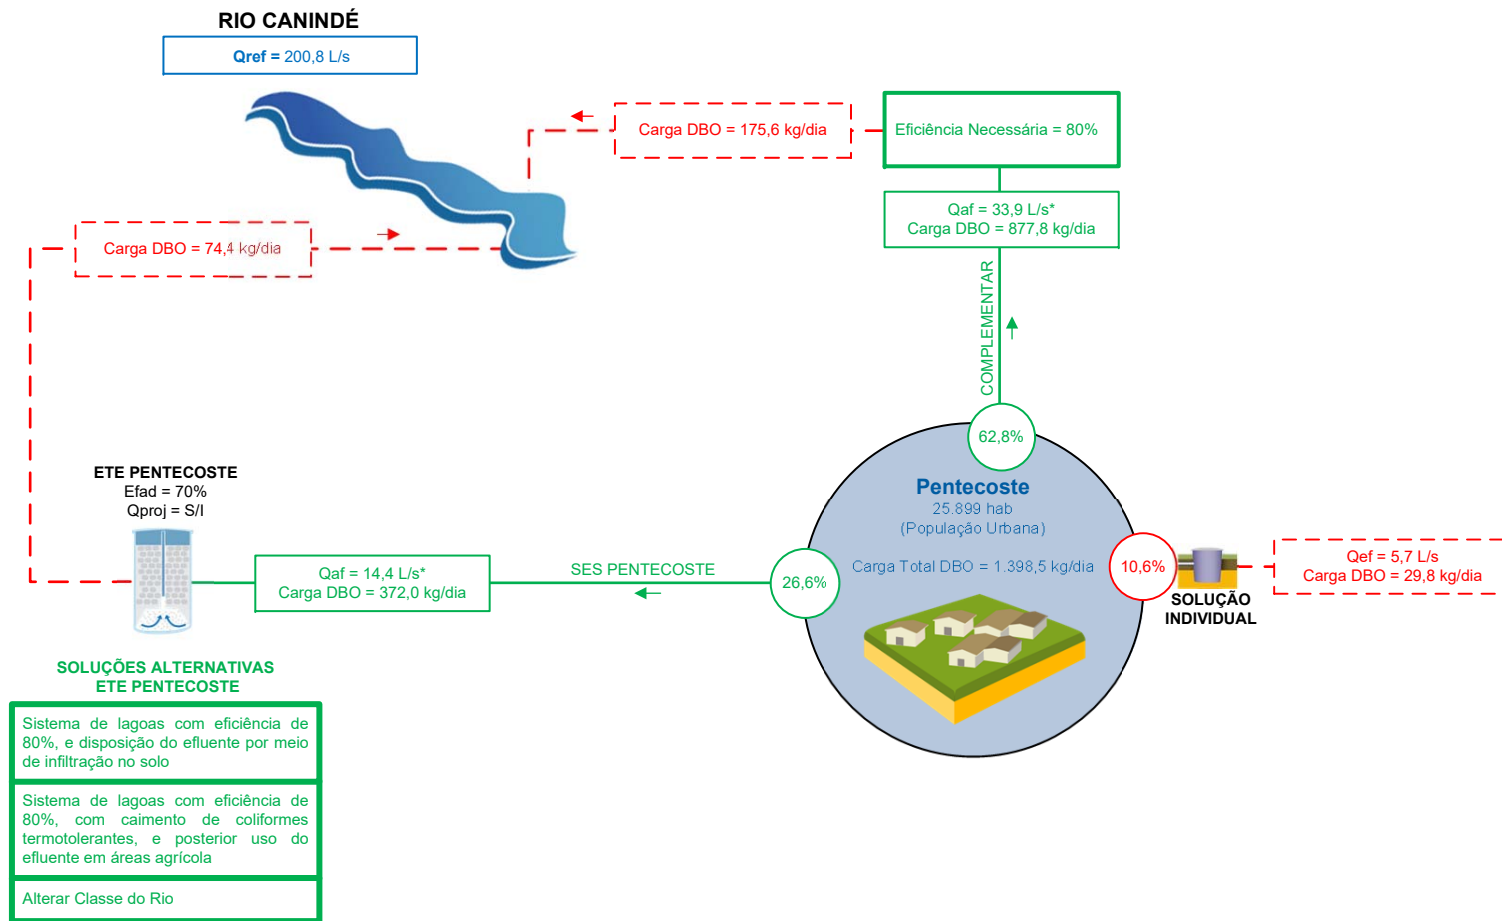 RIO CANINDÉ
Qref = 200,8 L/s
Carga DBO = 175,6 kg/dia
Eficiência Necessária = 80%
Qaf = 33,9 L/s*
Carga DBO = 877,8 kg/dia
Carga DBO = 74,4 kg/dia
COMPLEMENTAR
62,8%
ETE PENTECOSTE
Efad = 70%
Qproj = S/I
Pentecoste
25.899 hab
(População Urbana)
Carga Total DBO = 1.398,5 kg/dia
Qaf = 14,4 L/s*
Carga DBO = 372,0 kg/dia
SES PENTECOSTE
26,6%
10,6%
SOLUÇÃO
INDIVIDUAL
Qef = 5,7 L/s
Carga DBO = 29,8 kg/dia
SOLUÇÕES ALTERNATIVAS
ETE PENTECOSTE
Sistema de lagoas com eficiência de
80%, e disposição do efluente por meio
de infiltração no solo
Sistema de lagoas com eficiência de
80%, com caimento de coliformes
termotolerantes, e posterior uso do
efluente em áreas agrícola
Alterar Classe do Rio